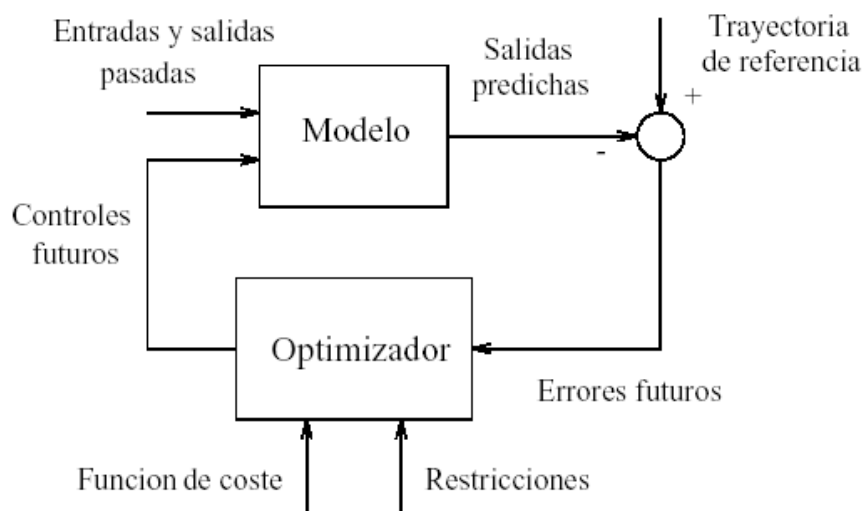 Entradas y salidas
pasadas
Modelo
Salidas
predichas
Trayectoria
de referencia
+
-
Controles
futuros
Optimizador
Errores futuros
Funcion de coste
Restricciones